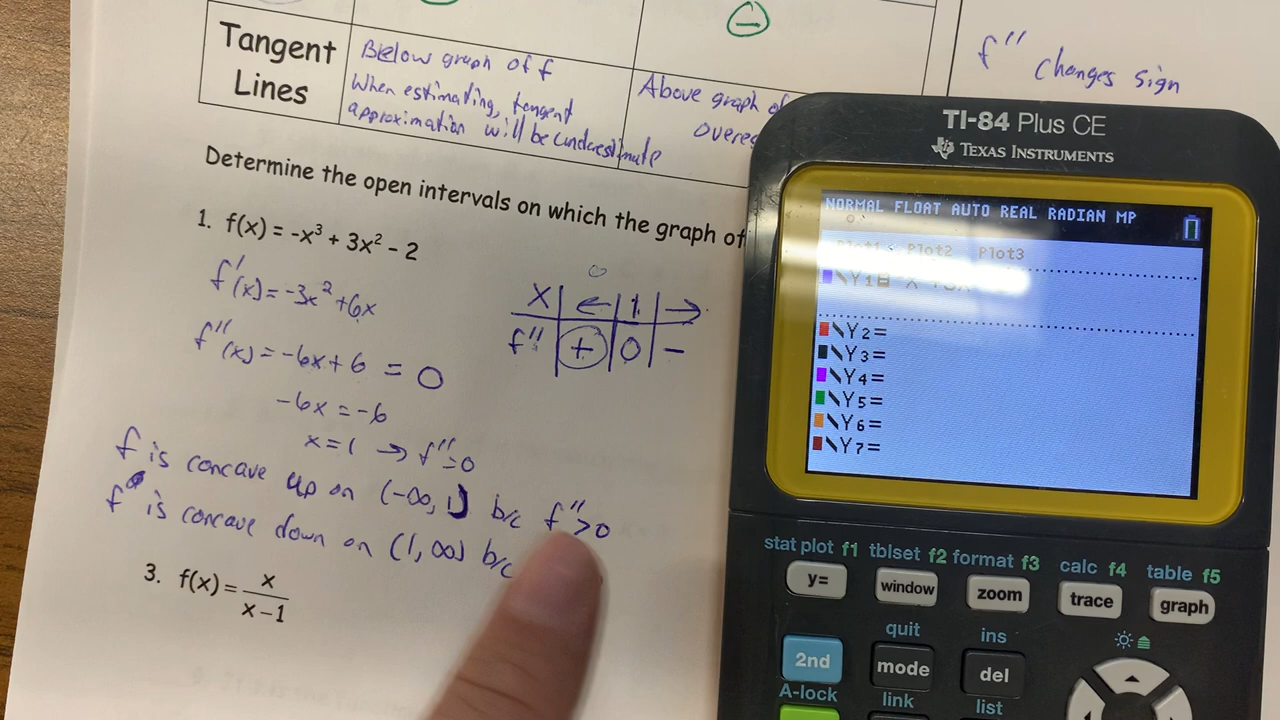 Tangent Lines
Below graph of f
When estimating, tangent
approximation will be underestimate
Above graph of
f'' changes sign
Determine the open intervals on which the graph of
1. f(x) = -x³ + 3x² - 2
f'(x) = -3x² + 6x
f''(x) = -6x + 6 = 0
-6x = -6
x = 1 → f'' = 0
X ← 1 →
f'' + 0 −
f is concave up on (-∞, 1) b/c f'' > 0
f is concave down on (1, ∞) b/c
3. f(x) = x/(x - 1)
TI-84 Plus CE
TEXAS INSTRUMENTS
NORMAL FLOAT AUTO REAL RADIAN MP
Plot1 Plot2 Plot3
\Y1=
\Y2=
\Y3=
\Y4=
\Y5=
\Y6=
\Y7=
stat plot f1 tblset f2 format f3 calc f4 table f5
y= window zoom trace graph
quit ins
2nd mode del
A-lock link list